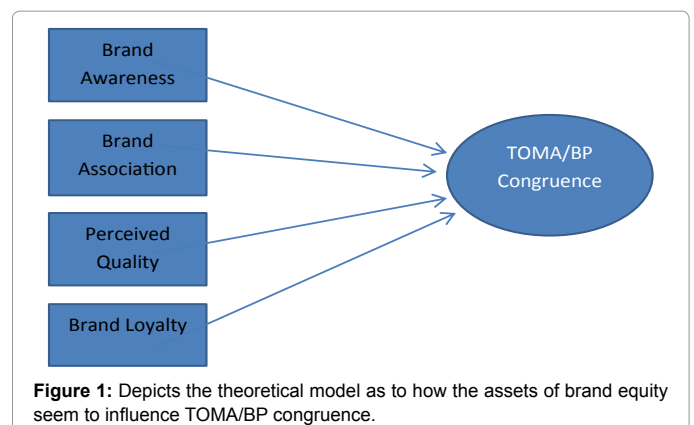 Brand
Awareness
Brand
Association
Perceived
Quality
Brand Loyalty
TOMA/BP
Congruence
Figure 1: Depicts the theoretical model as to how the assets of brand equity
seem to influence TOMA/BP congruence.